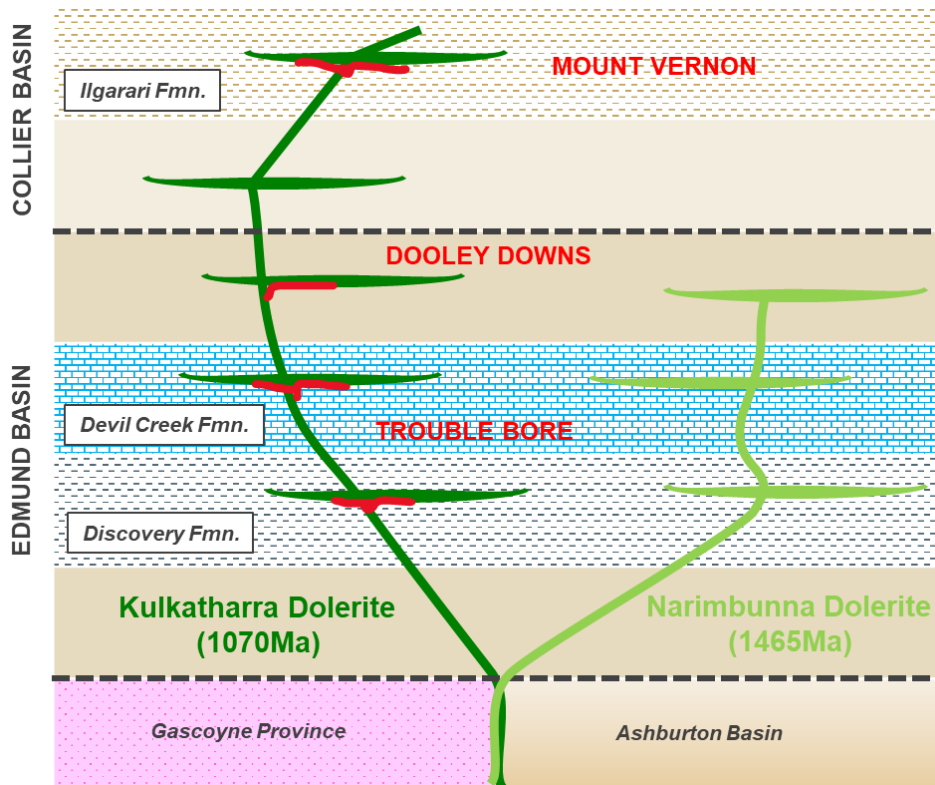 COLLIER BASIN
MOUNT VERNON
Ilgarari Fmn.
DOOLEY DOWNS
EDMUND BASIN
Devil Creek Fmn.
TROUBLE BORE
Discovery Fmn.
Kulkatharra Dolerite
(1070Ma)
Narimbunna Dolerite
(1465Ma)
Gascoyne Province
Ashburton Basin